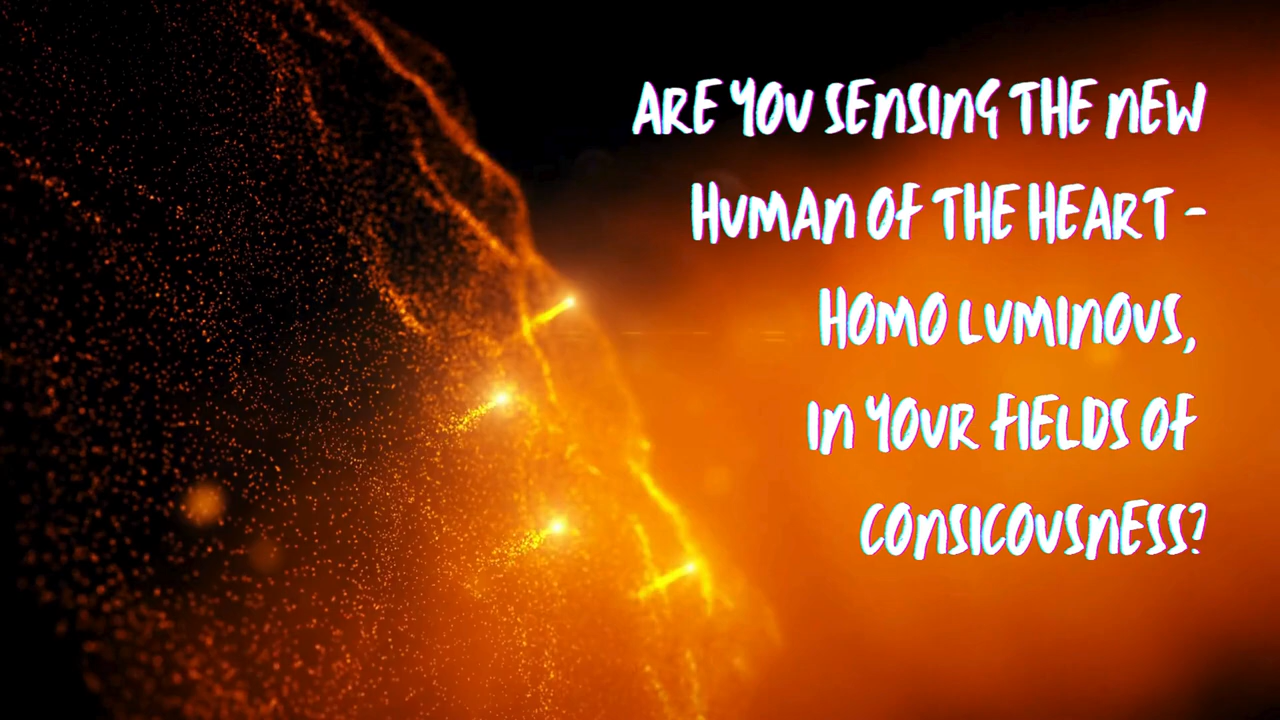 ARE YOU SENSING THE NEW
HUMAN OF THE HEART -
HOMO LUMINOUS,
IN YOUR FIELDS OF
CONSICOUSNESS?